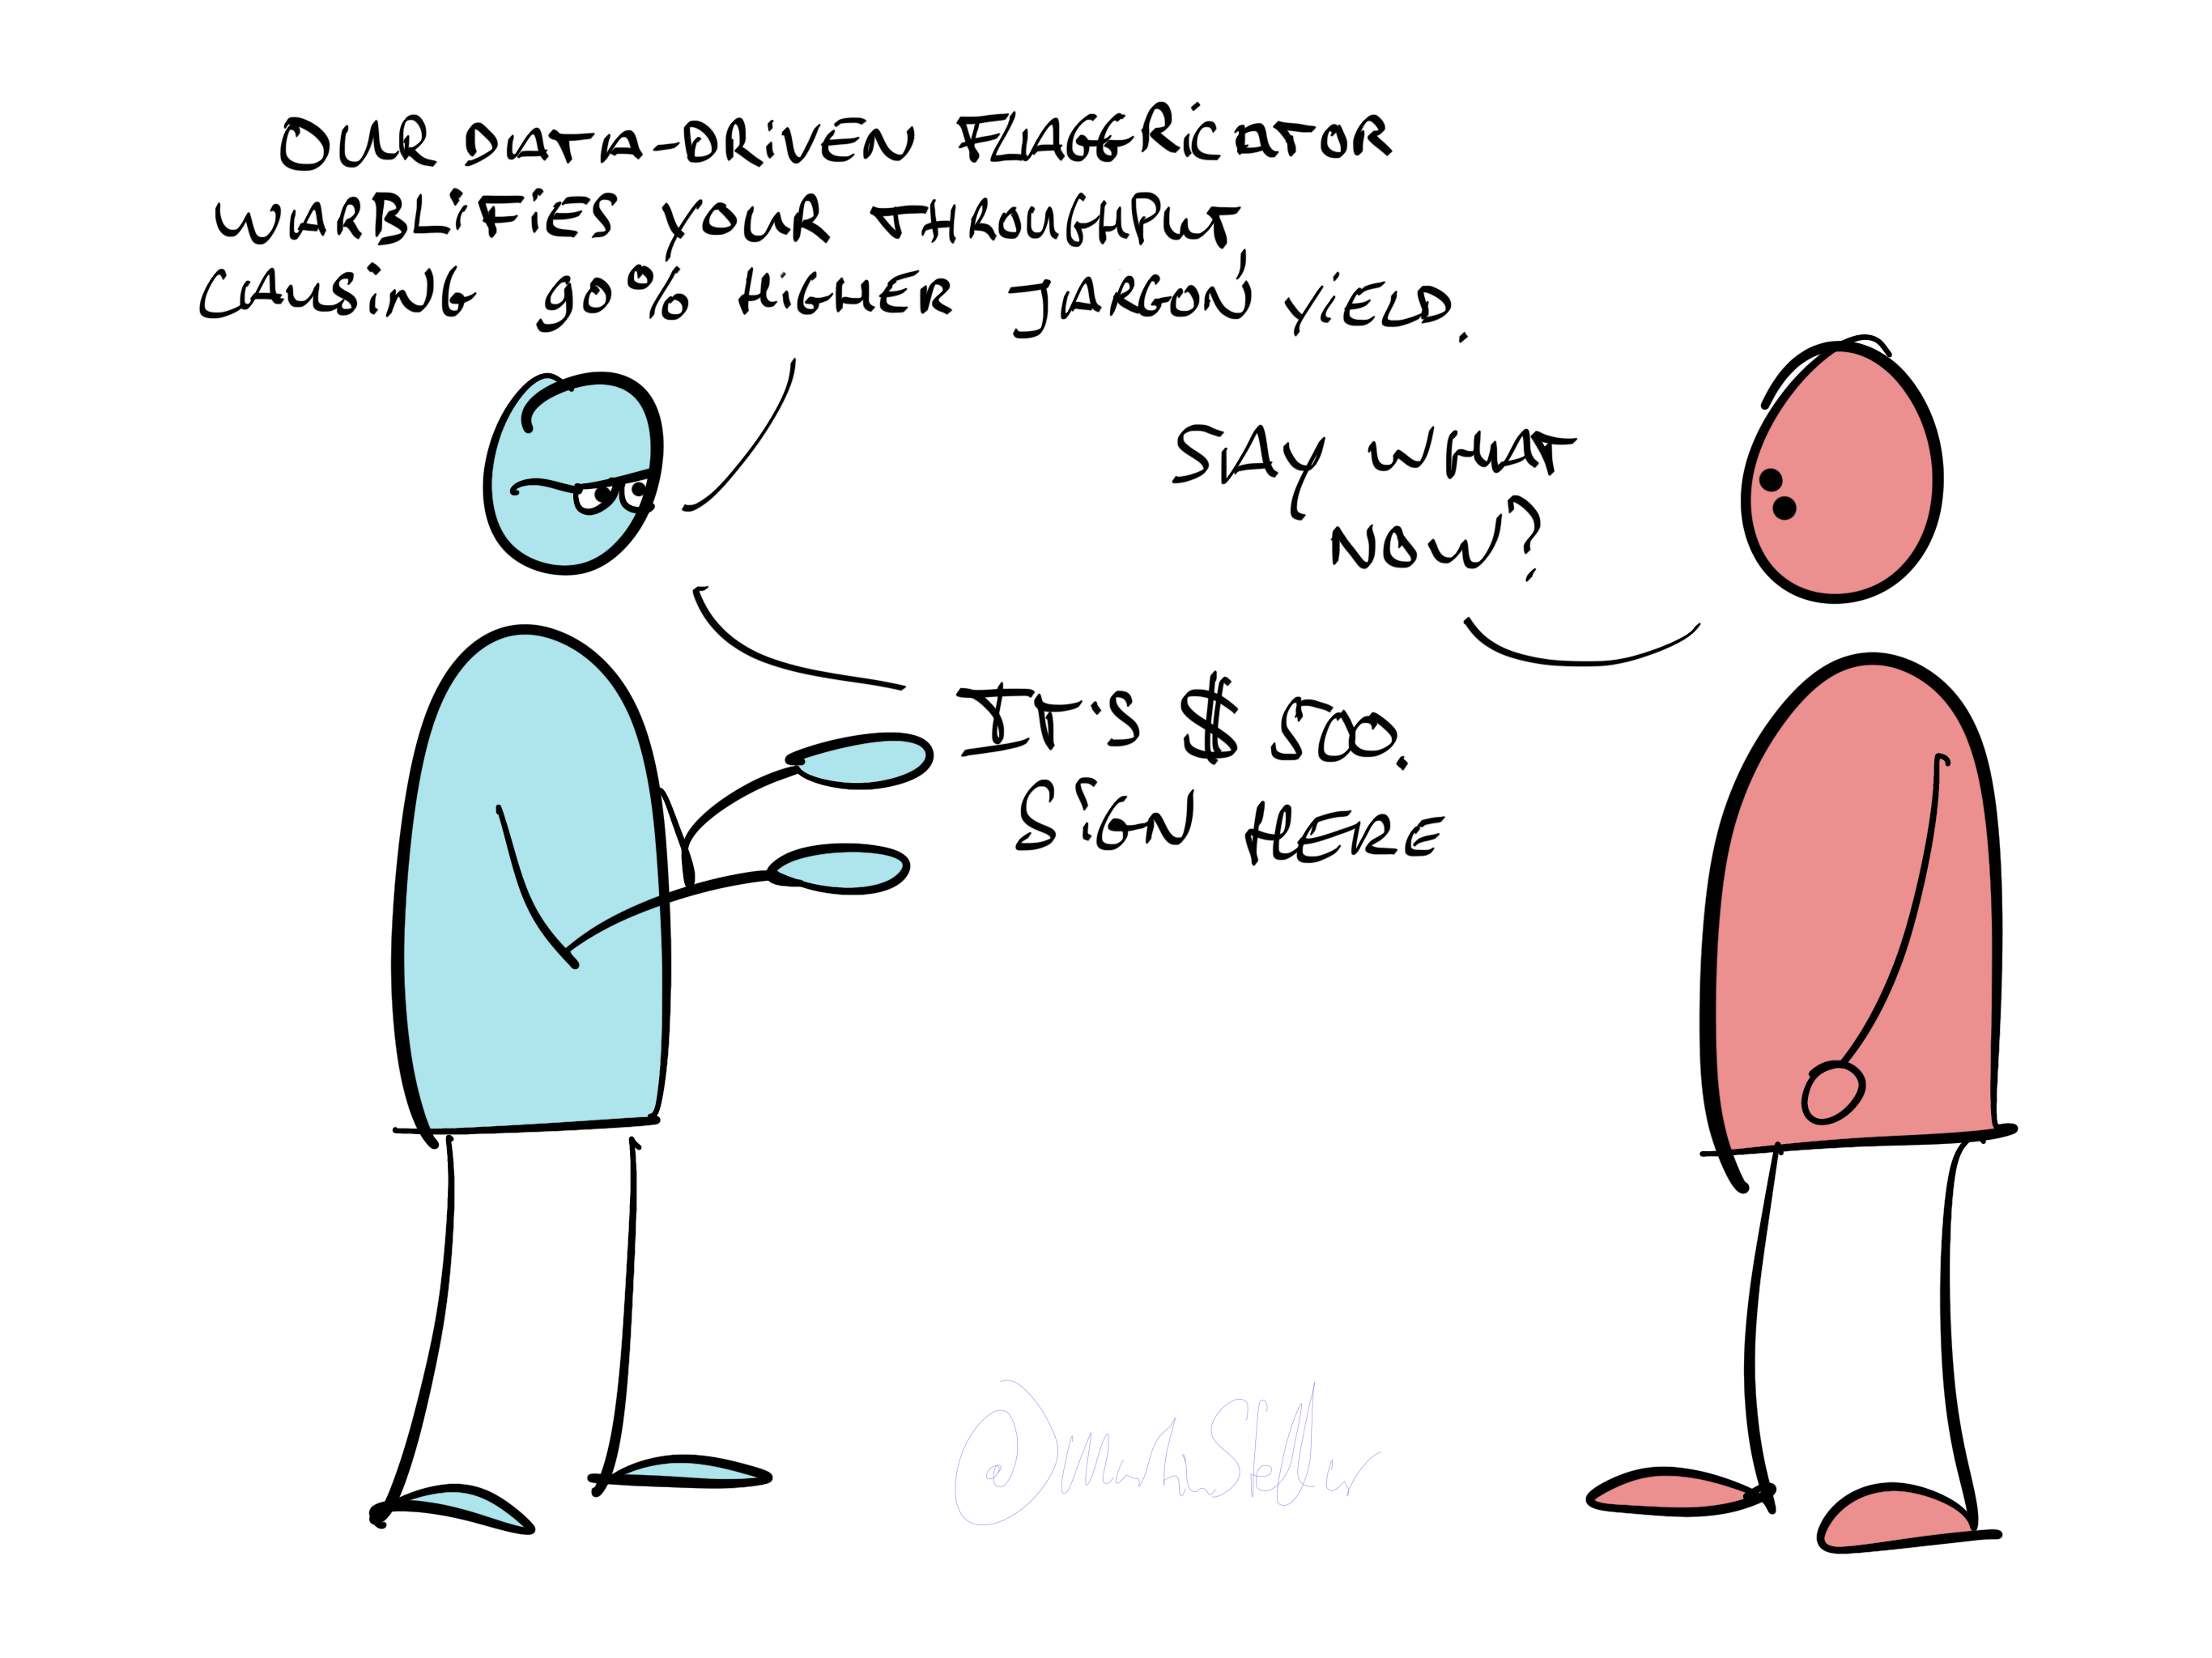 OUR DATA-DRIVEN FLAGGRICATOR
WARBLIFIES YOUR THROUGHPUT,
CAUSING 90% HIGHER JARGON YIELD.
SAY WHAT
NOW?
IT'S $500.
SIGN HERE